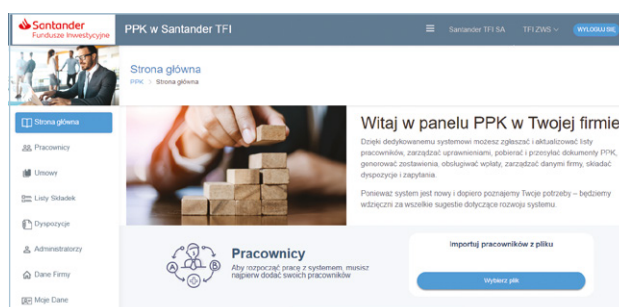 Santander
Fundusze Inwestycyjne
PPK w Santander TFI
Santander TFI SA
TFI ZWS
WYLOGUJ SIĘ
Strona główna
PPK > Strona główna
Strona główna
Pracownicy
Umowy
Listy Składek
Dyspozycje
Administratorzy
Dane Firmy
Moje Dane
Witaj w panelu PPK w Twojej firmie
Dzięki dedykowanemu systemowi możesz zgłaszać i aktualizować listy
pracowników, zarządzać uprawnieniami, pobierać i przesyłać dokumenty PPK,
generować zestawienia, obsługiwać wpłaty, zarządzać danymi firmy, składać
dyspozycje i zapytania.
Ponieważ system jest nowy i dopiero poznajemy Twoje potrzeby – będziemy
wdzięczni za wszelkie sugestie dotyczące rozwoju systemu.
A
B
C
Pracownicy
Aby rozpocząć pracę z systemem, musisz
najpierw dodać swoich pracowników
Importuj pracowników z pliku
Wybierz plik